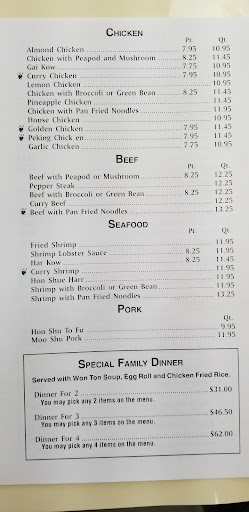 CHICKEN
Pt. Qt.
Almond Chicken 7.95 10.95
Chicken with Peapod and Mushroom 8.25 11.45
Gai Kow 7.75 10.95
Curry Chicken 7.95 10.95
Lemon Chicken 10.95
Chicken with Broccoli or Green Bean 8.25 11.45
Pineapple Chicken 11.45
Chicken with Pan Fried Noodles 11.95
House Chicken 10.95
Golden Chicken 7.95 11.45
Peking Chick en 7.95 11.45
Garlic Chicken 7.75 10.95
BEEF
Pt. Qt.
Beef with Peapod or Mushroom 8.25 12.25
Pepper Steak 12.25
Beef with Broccoli or Green Bean 8.25 12.25
Curry Beef 12.25
Beef with Pan Fried Noodles 13.25
SEAFOOD
Pt. Qt.
Fried Shrimp 11.95
Shrimp Lobster Sauce 8.25 11.95
Har Kow 8.25 11.95
Curry Shrimp 11.95
Hon Shue Harr 11.95
Shrimp with Broccoli or Green Bean 11.95
Shrimp with Pan Fried Noodles 13.25
PORK
Qt.
Hon Shu To Fu 9.95
Moo Shu Pork 11.95
SPECIAL FAMILY DINNER
Served with Won Ton Soup, Egg Roll and Chicken Fried Rice.
Dinner For 2 $31.00
You may pick any 2 items on the menu.
Dinner For 3 $46.50
You may pick any 3 items on the menu.
Dinner For 4 $62.00
You may pick any 4 items on the menu.